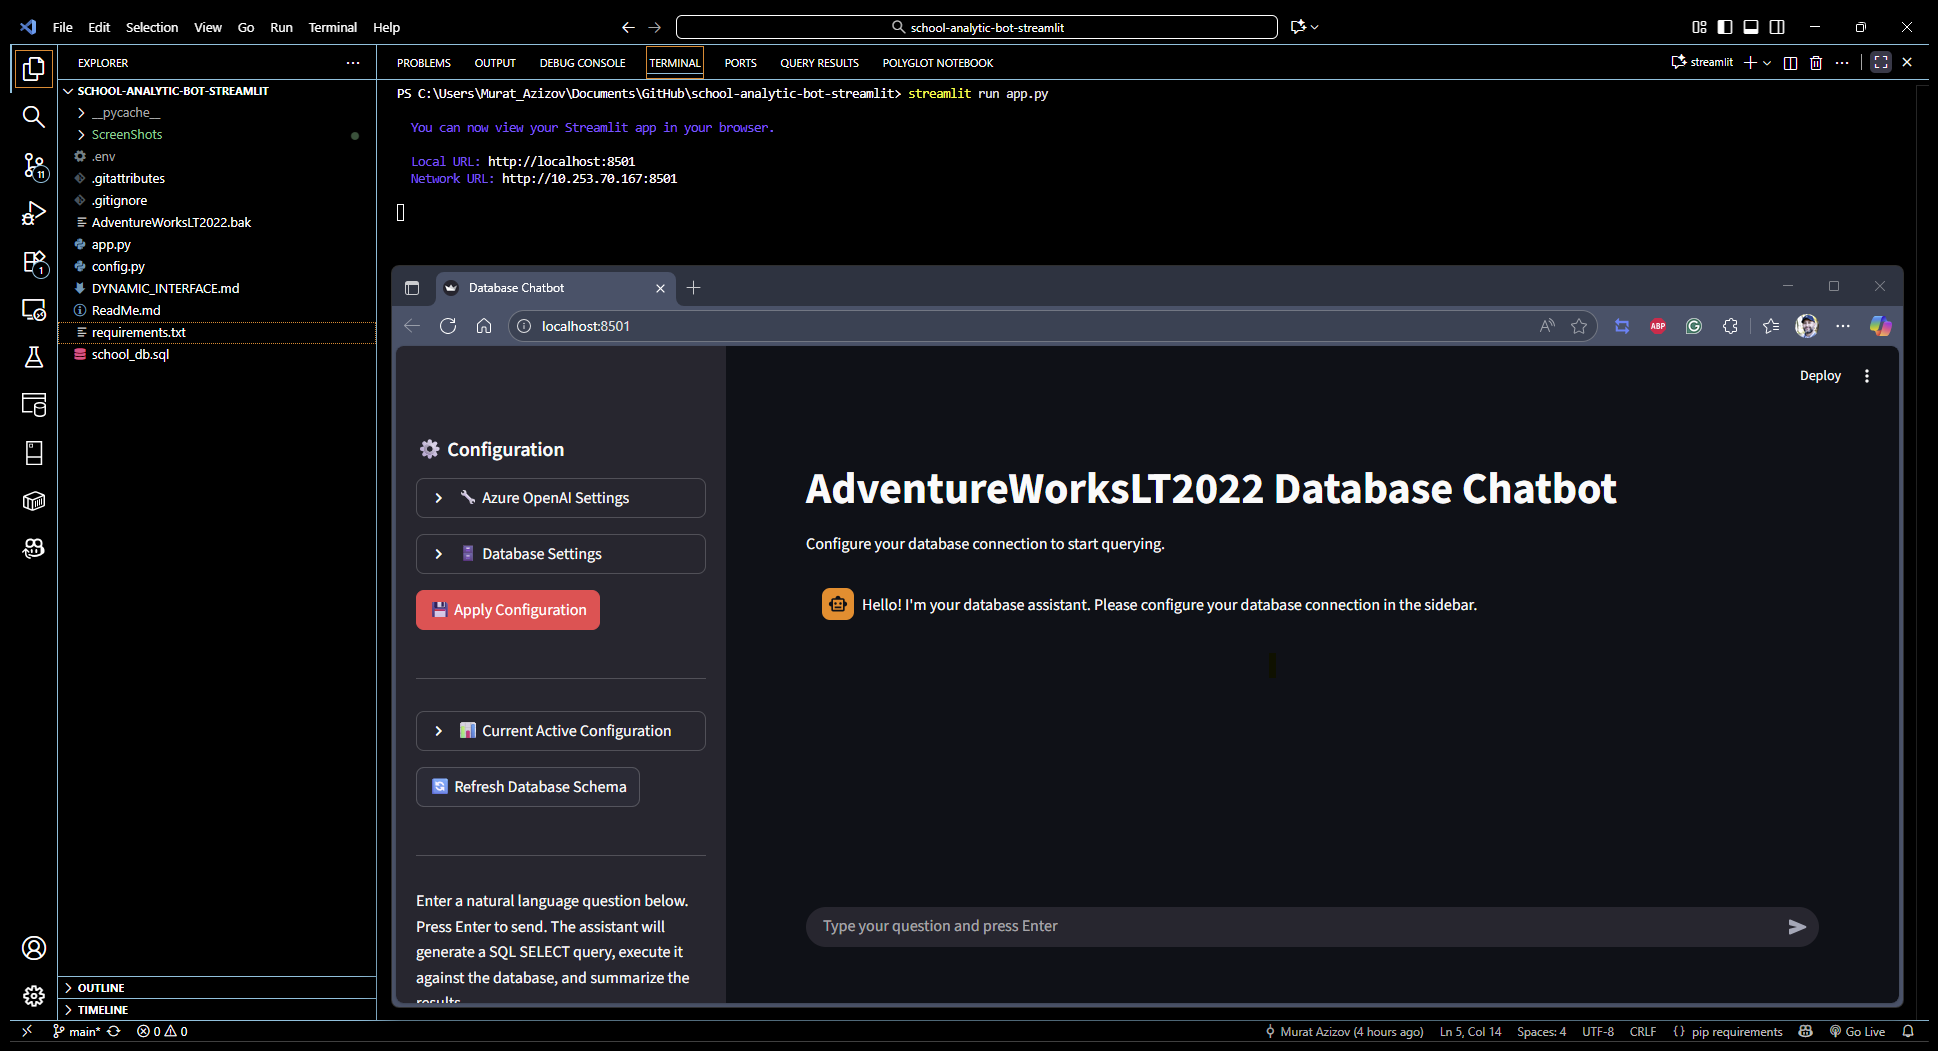 File Edit Selection View Go Run Terminal Help
school-analytic-bot-streamlit
EXPLORER
SCHOOL-ANALYTIC-BOT-STREAMLIT
__pycache__
ScreenShots
.env
.gitattributes
.gitignore
AdventureWorksLT2022.bak
app.py
config.py
DYNAMIC_INTERFACE.md
ReadMe.md
requirements.txt
school_db.sql
OUTLINE
TIMELINE
11
1
PROBLEMS OUTPUT DEBUG CONSOLE TERMINAL PORTS QUERY RESULTS POLYGLOT NOTEBOOK
streamlit
PS C:\Users\Murat_Azizov\Documents\GitHub\school-analytic-bot-streamlit> streamlit run app.py
You can now view your Streamlit app in your browser.
Local URL: http://localhost:8501
Network URL: http://10.253.70.167:8501
Database Chatbot
localhost:8501
ABP
Deploy
Configuration
Azure OpenAI Settings
Database Settings
Apply Configuration
Current Active Configuration
Refresh Database Schema
Enter a natural language question below.
Press Enter to send. The assistant will
generate a SQL SELECT query, execute it
against the database, and summarize the
results.
AdventureWorksLT2022 Database Chatbot
Configure your database connection to start querying.
Hello! I'm your database assistant. Please configure your database connection in the sidebar.
Type your question and press Enter
main* 0 0
Murat Azizov (4 hours ago) Ln 5, Col 14 Spaces: 4 UTF-8 CRLF {} pip requirements Go Live